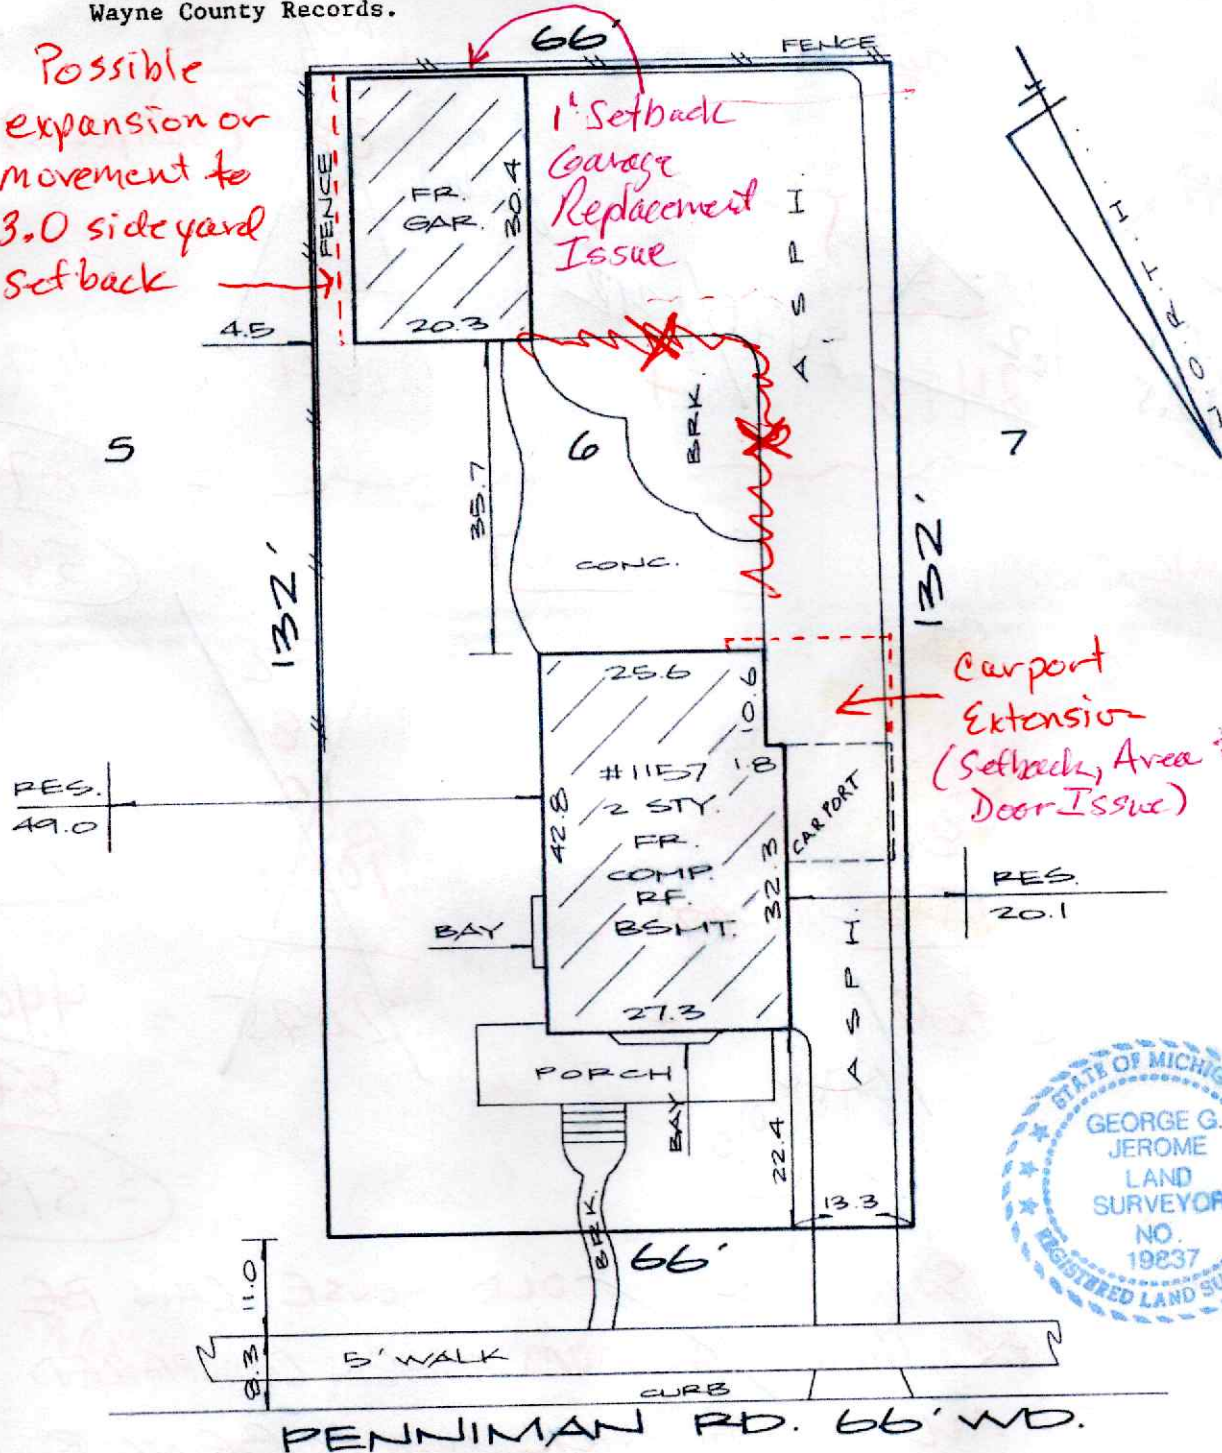 Wayne County Records.
66'
FENCE
Possible
expansion or
movement to
3.0 side yard
setback
FENCE
FR.
GAR.
30.4
20.3
1' Setback
Garage
Replacement
Issue
ASPH.
NORTH
4.5
5
6
7
BRK.
35.7
CONC.
132'
132'
25.6
10.6
#1157
1.8
2 STY.
FR.
COMP.
RF.
BSMT.
42.8
32.3
27.3
CARPORT
Carport
Extension
(Setback, Area +
Door Issue)
RES.
49.0
RES.
20.1
BAY
ASPH.
PORCH
BAY
22.4
13.3
BRK.
66'
STATE OF MICHIG
GEORGE G.
JEROME
LAND
SURVEYOR
NO.
19837
REGISTERED LAND SU
11.0
8.3
5' WALK
CURB
PENNIMAN RD. 66' WD.